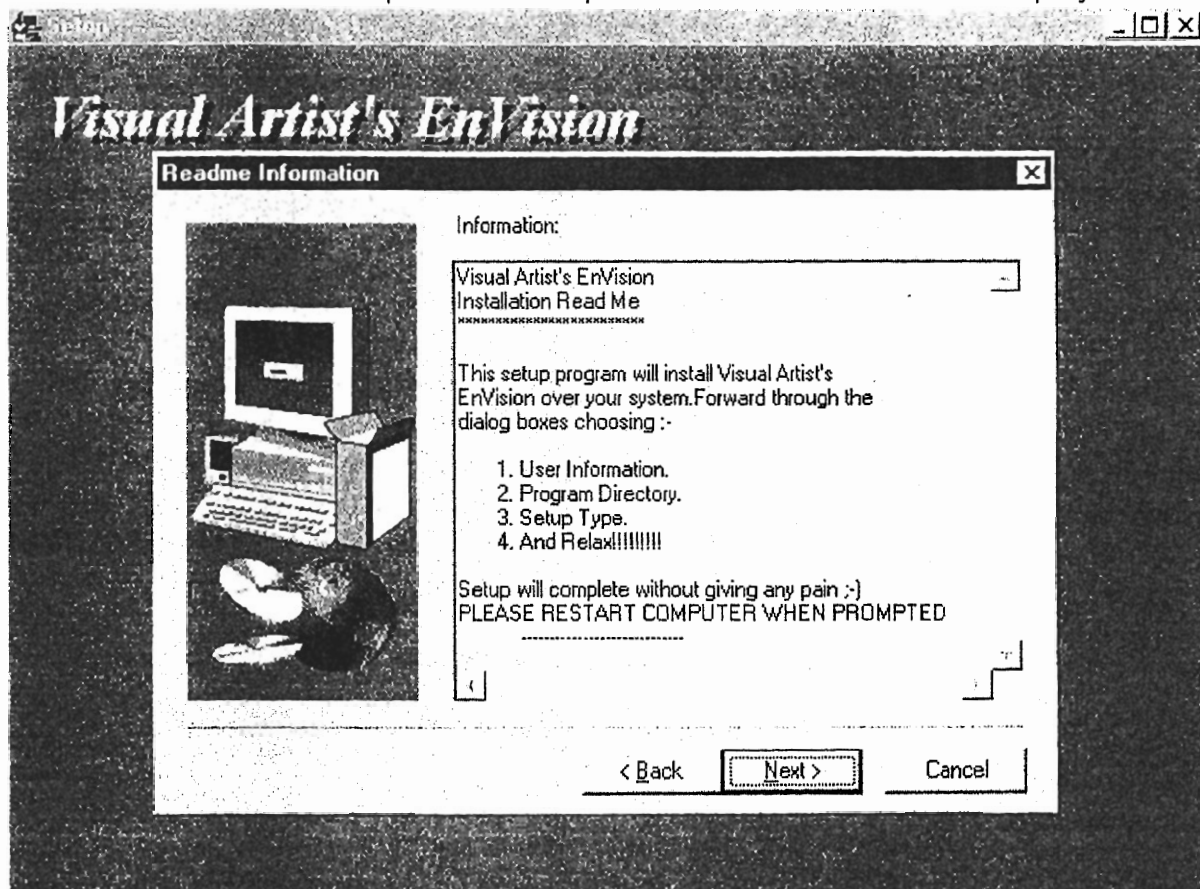 Setup
Visual Artist's EnVision
Readme Information
Information:
Visual Artist's EnVision
Installation Read Me
************************
This setup program will install Visual Artist's
EnVision over your system.Forward through the
dialog boxes choosing :-
1. User Information.
2. Program Directory.
3. Setup Type.
4. And Relax!!!!!!!!!
Setup will complete without giving any pain ;-)
PLEASE RESTART COMPUTER WHEN PROMPTED
---------------------------
< Back
Next >
Cancel